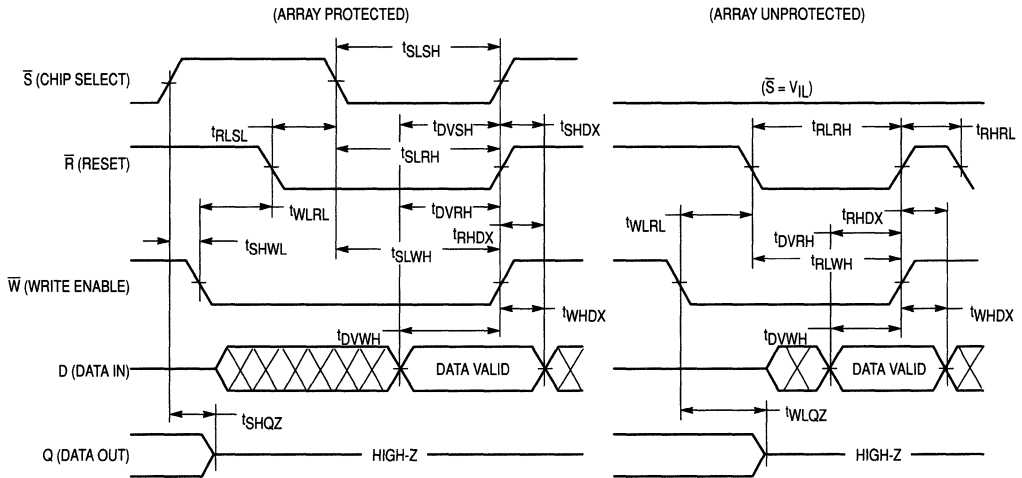 (ARRAY PROTECTED)
(ARRAY UNPROTECTED)
tSLSH
S̅ (CHIP SELECT)
(S̅ = VIL)
tRLSL
tDVSH
tSHDX
tRLRH
tRHRL
R̅ (RESET)
tSLRH
tWLRL
tDVRH
tRHDX
tWLRL
tRHDX
tSHWL
tSLWH
tDVRH
tRLWH
W̅ (WRITE ENABLE)
tWHDX
tWHDX
tDVWH
tDVWH
D (DATA IN)
DATA VALID
DATA VALID
tSHQZ
tWLQZ
Q (DATA OUT)
HIGH-Z
HIGH-Z